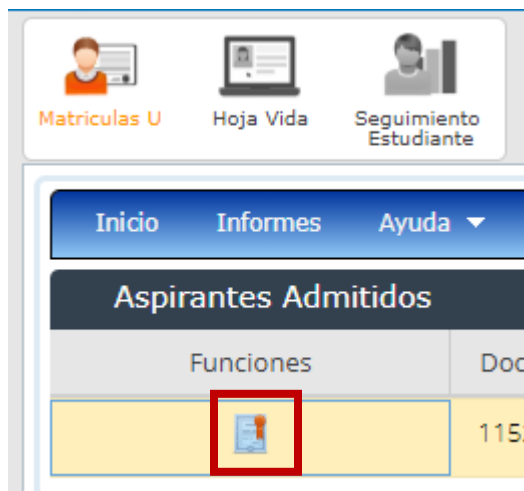 Matriculas U
Hoja Vida
Seguimiento
Estudiante
Inicio Informes Ayuda
Aspirantes Admitidos
Funciones